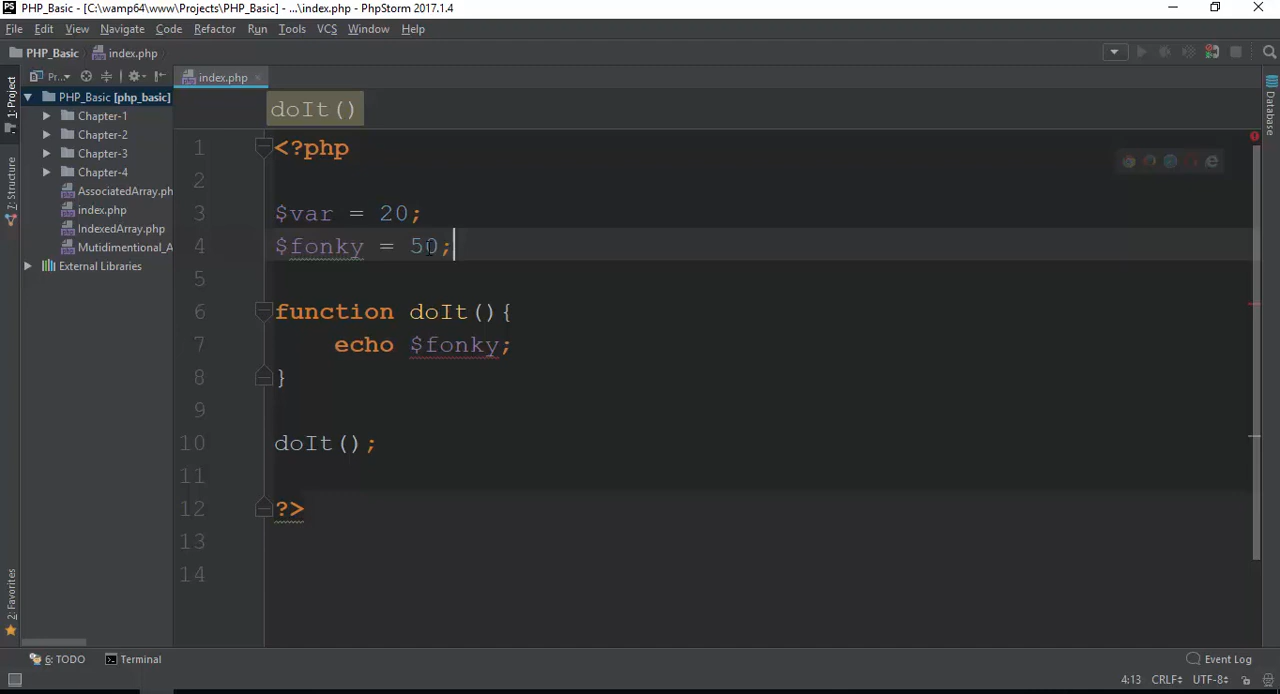 PS PHP_Basic - [C:\wamp64\www\Projects\PHP_Basic] - ...\index.php - PhpStorm 2017.1.4
File Edit View Navigate Code Refactor Run Tools VCS Window Help
PHP_Basic index.php
Pr... index.php
1: Project
PHP_Basic [php_basic]
Chapter-1
Chapter-2
Chapter-3
Chapter-4
AssociatedArray.ph
index.php
IndexedArray.php
Mutidimentional_A
External Libraries
7: Structure
2: Favorites
Database
doIt()
1 <?php
2
3 $var = 20;
4 $fonky = 50;
5
6 function doIt(){
7 echo $fonky;
8 }
9
10 doIt();
11
12 ?>
13
14
6: TODO Terminal Event Log
4:13 CRLF UTF-8